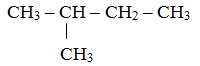 CH₃ – CH – CH₂ – CH₃
|
CH₃